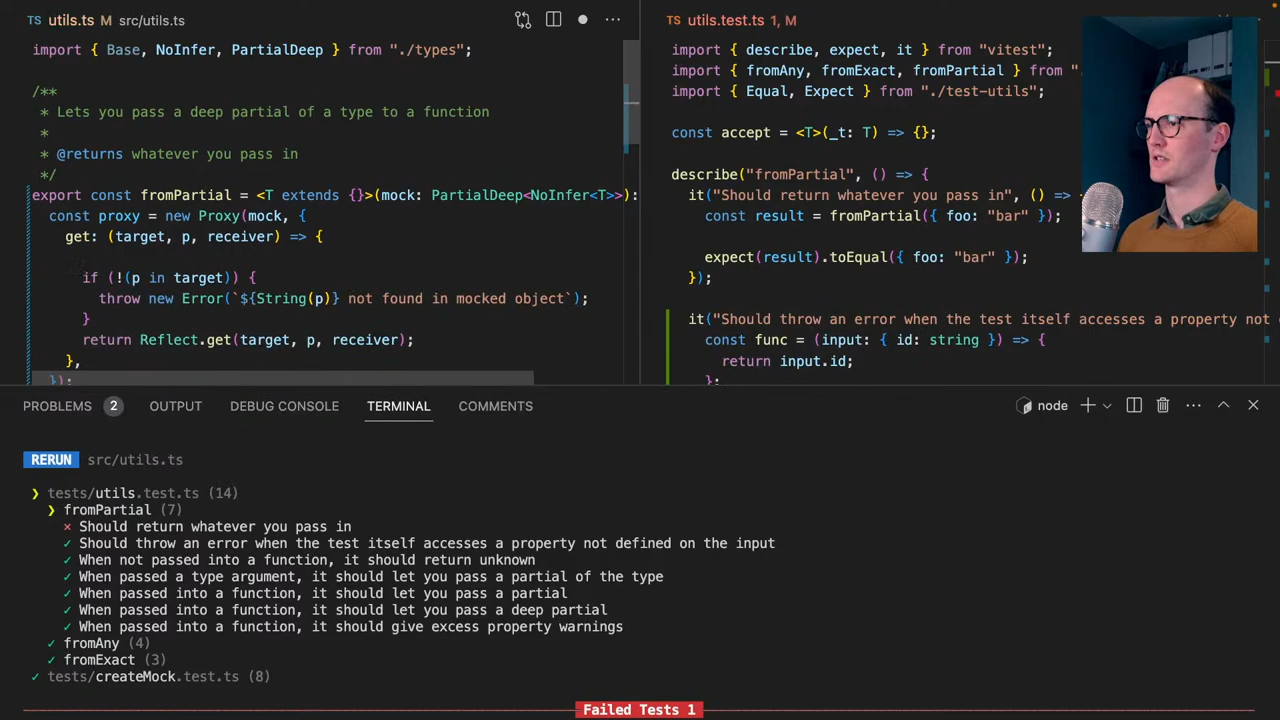 TS utils.ts M src/utils.ts
import { Base, NoInfer, PartialDeep } from "./types";
/**
* Lets you pass a deep partial of a type to a function
*
* @returns whatever you pass in
*/
export const fromPartial = <T extends {}>(mock: PartialDeep<NoInfer<T>>):
const proxy = new Proxy(mock, {
get: (target, p, receiver) => {
if (!(p in target)) {
throw new Error(`${String(p)} not found in mocked object`);
}
return Reflect.get(target, p, receiver);
},
});
TS utils.test.ts 1, M
import { describe, expect, it } from "vitest";
import { fromAny, fromExact, fromPartial } from ".
import { Equal, Expect } from "./test-utils";
const accept = <T>(_t: T) => {};
describe("fromPartial", () => {
it("Should return whatever you pass in", () =>
const result = fromPartial({ foo: "bar" });
expect(result).toEqual({ foo: "bar" });
});
it("Should throw an error when the test itself accesses a property not
const func = (input: { id: string }) => {
return input.id;
};
PROBLEMS 2 OUTPUT DEBUG CONSOLE TERMINAL COMMENTS node
RERUN src/utils.ts
❯ tests/utils.test.ts (14)
❯ fromPartial (7)
× Should return whatever you pass in
✓ Should throw an error when the test itself accesses a property not defined on the input
✓ When not passed into a function, it should return unknown
✓ When passed a type argument, it should let you pass a partial of the type
✓ When passed into a function, it should let you pass a partial
✓ When passed into a function, it should let you pass a deep partial
✓ When passed into a function, it should give excess property warnings
✓ fromAny (4)
✓ fromExact (3)
✓ tests/createMock.test.ts (8)
Failed Tests 1